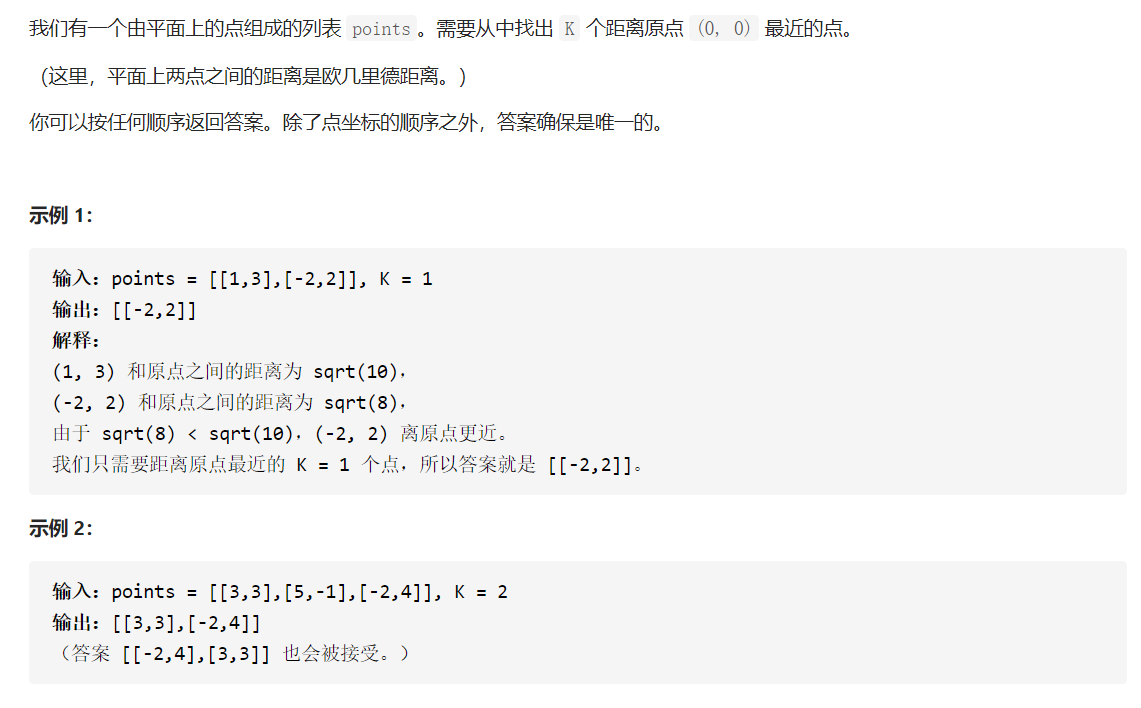 我们有一个由平面上的点组成的列表 points 。需要从中找出 K 个距离原点 (0, 0) 最近的点。
（这里，平面上两点之间的距离是欧几里德距离。）
你可以按任何顺序返回答案。除了点坐标的顺序之外，答案确保是唯一的。
示例 1：
输入：points = [[1,3],[-2,2]], K = 1
输出：[[-2,2]]
解释：
(1, 3) 和原点之间的距离为 sqrt(10)，
(-2, 2) 和原点之间的距离为 sqrt(8)，
由于 sqrt(8) < sqrt(10)，(-2, 2) 离原点更近。
我们只需要距离原点最近的 K = 1 个点，所以答案就是 [[-2,2]]。
示例 2：
输入：points = [[3,3],[5,-1],[-2,4]], K = 2
输出：[[3,3],[-2,4]]
（答案 [[-2,4],[3,3]] 也会被接受。）